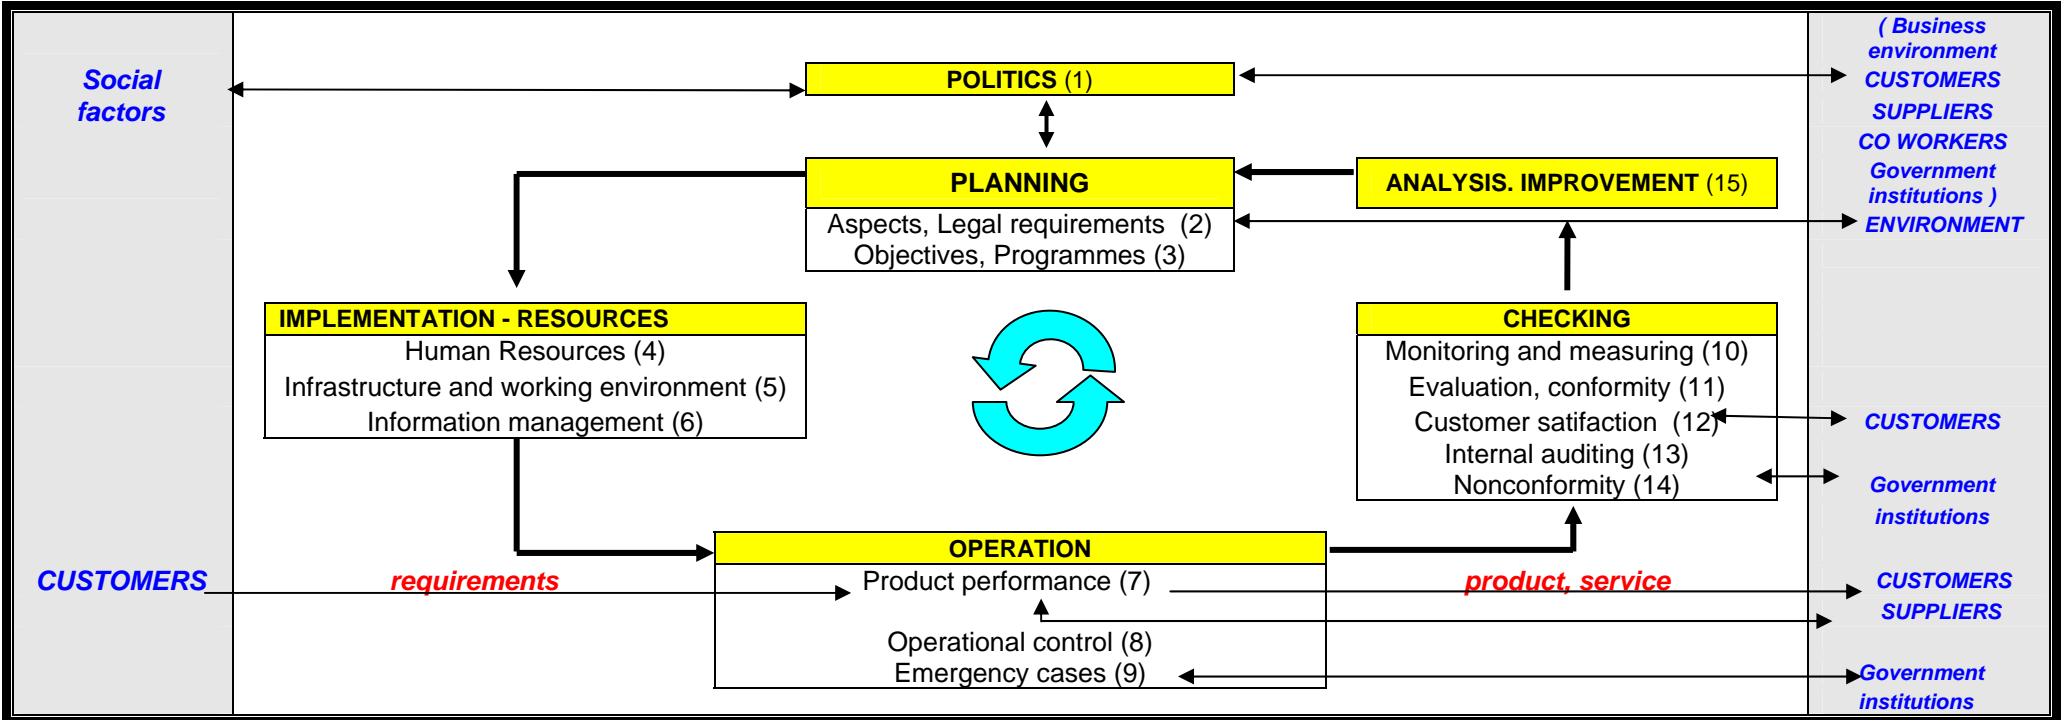 Social
factors
CUSTOMERS
POLITICS (1)
PLANNING
Aspects, Legal requirements (2)
Objectives, Programmes (3)
ANALYSIS. IMPROVEMENT (15)
IMPLEMENTATION - RESOURCES
Human Resources (4)
Infrastructure and working environment (5)
Information management (6)
CHECKING
Monitoring and measuring (10)
Evaluation, conformity (11)
Customer satifaction (12)
Internal auditing (13)
Nonconformity (14)
OPERATION
requirements
Product performance (7)
product, service
Operational control (8)
Emergency cases (9)
( Business
environment
CUSTOMERS
SUPPLIERS
CO WORKERS
Government
institutions )
ENVIRONMENT
CUSTOMERS
Government
institutions
CUSTOMERS
SUPPLIERS
Government
institutions